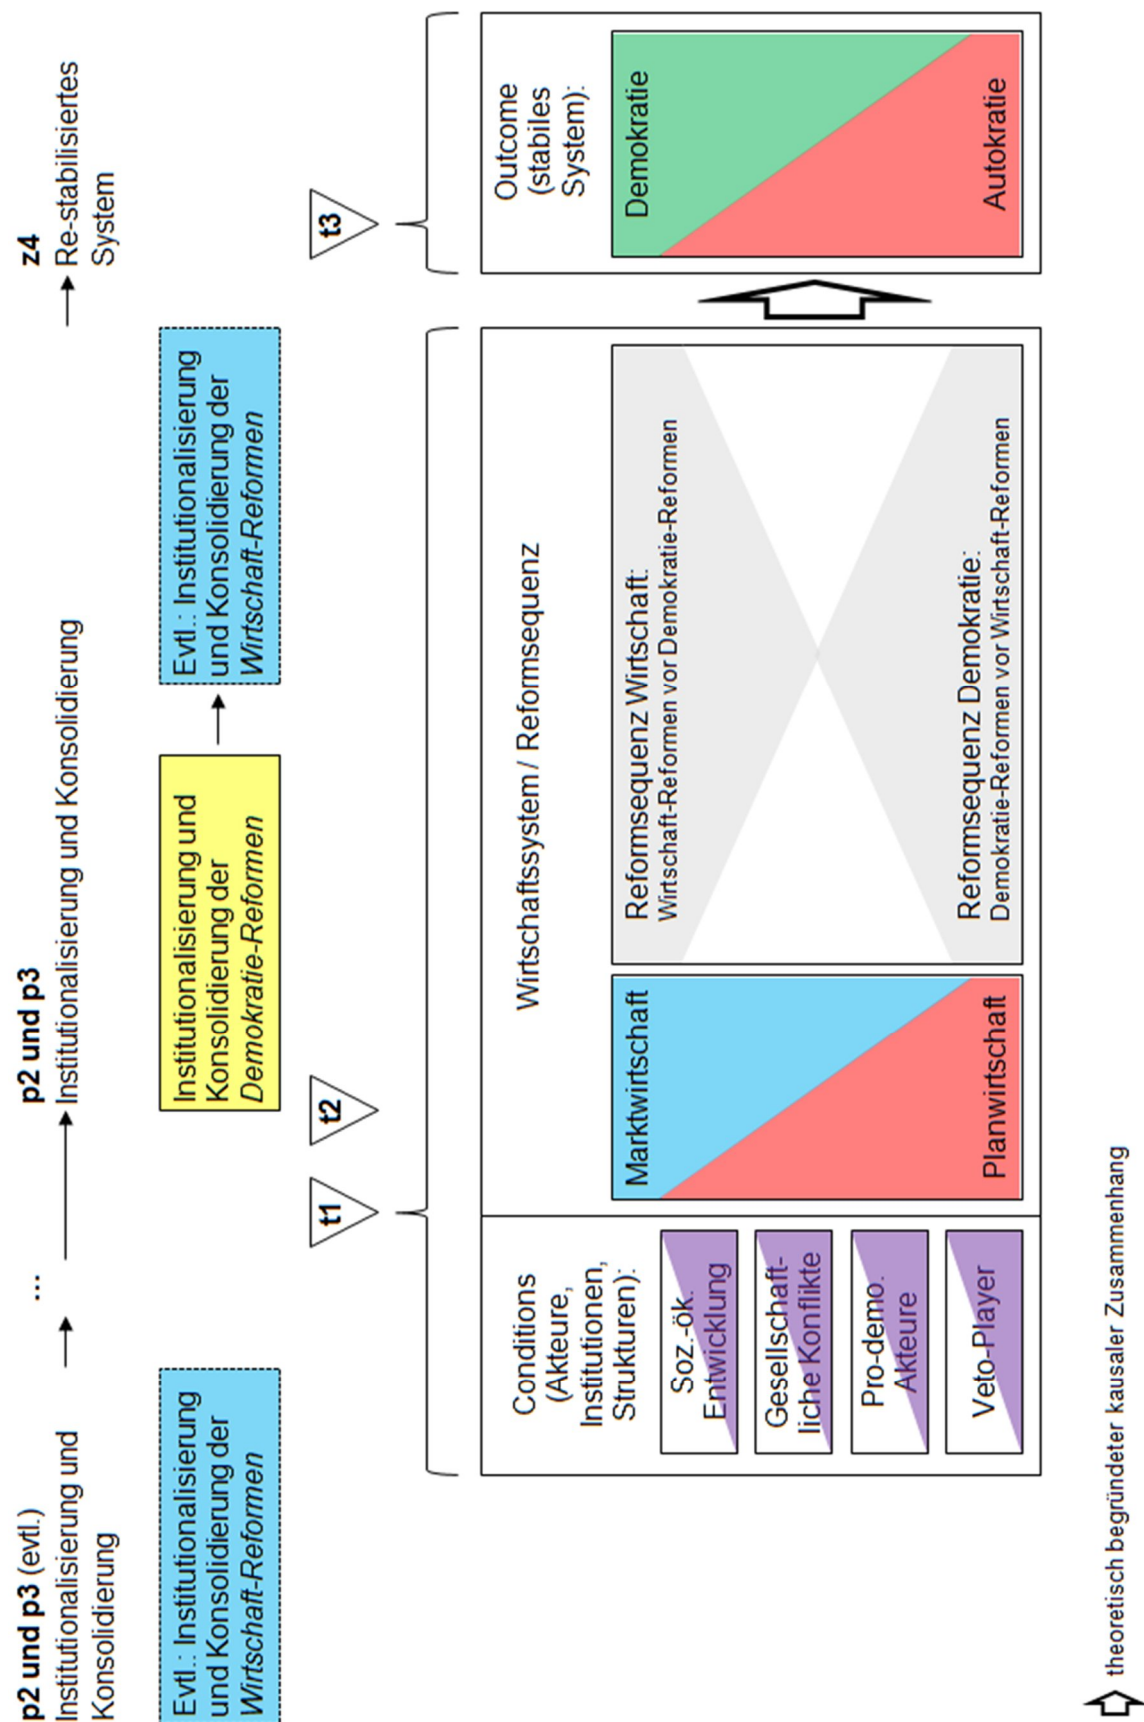 p2 und p3 (evtl.)
Institutionalisierung und
Konsolidierung
...
p2 und p3
Institutionalisierung und Konsolidierung
z4
Re-stabilisiertes
System
Evtl.: Institutionalisierung
und Konsolidierung der
Wirtschaft-Reformen
Institutionalisierung und
Konsolidierung der
Demokratie-Reformen
Evtl.: Institutionalisierung
und Konsolidierung der
Wirtschaft-Reformen
t1
t2
t3
Conditions
(Akteure,
Institutionen,
Strukturen):
Soz.-ök.
Entwicklung
Gesellschaft-
liche Konflikte
Pro-demo.
Akteure
Veto-Player
Wirtschaftssystem / Reformsequenz
Marktwirtschaft
Planwirtschaft
Reformsequenz Wirtschaft:
Wirtschaft-Reformen vor Demokratie-Reformen
Reformsequenz Demokratie:
Demokratie-Reformen vor Wirtschaft-Reformen
Outcome
(stabiles
System):
Demokratie
Autokratie
theoretisch begründeter kausaler Zusammenhang